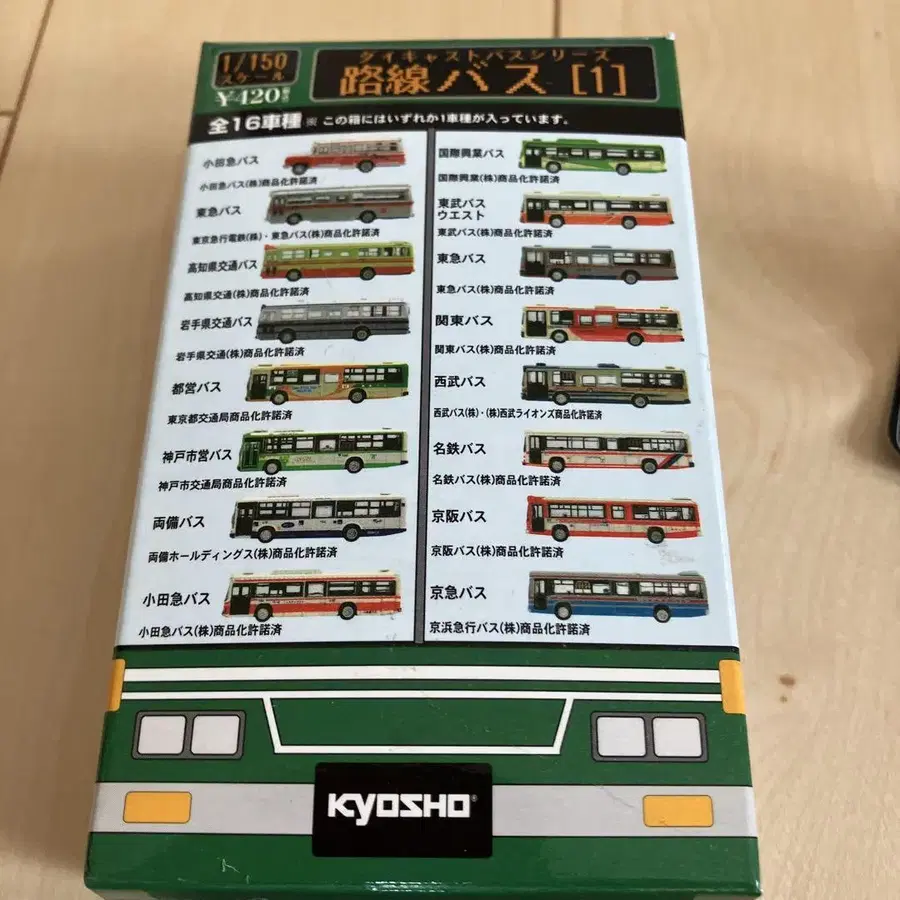 1/150
スケール
¥420
ダイキャストバスシリーズ
路線バス [1]
全16車種 ※ この箱にはいずれか1車種が入っています。
小田急バス
小田急バス(株)商品化許諾済
東急バス
東京急行電鉄(株)・東急バス(株)商品化許諾済
高知県交通バス
高知県交通(株)商品化許諾済
岩手県交通バス
岩手県交通(株)商品化許諾済
都営バス
東京都交通局商品化許諾済
神戸市営バス
神戸市交通局商品化許諾済
両備バス
両備ホールディングス(株)商品化許諾済
小田急バス
小田急バス(株)商品化許諾済
国際興業バス
国際興業(株)商品化許諾済
東武バス
ウエスト
東武バス(株)商品化許諾済
東急バス
東急バス(株)商品化許諾済
関東バス
関東バス(株)商品化許諾済
西武バス
西武バス(株)・(株)西武ライオンズ商品化許諾済
名鉄バス
名鉄バス(株)商品化許諾済
京阪バス
京阪バス(株)商品化許諾済
京急バス
京浜急行バス(株)商品化許諾済
KYOSHO